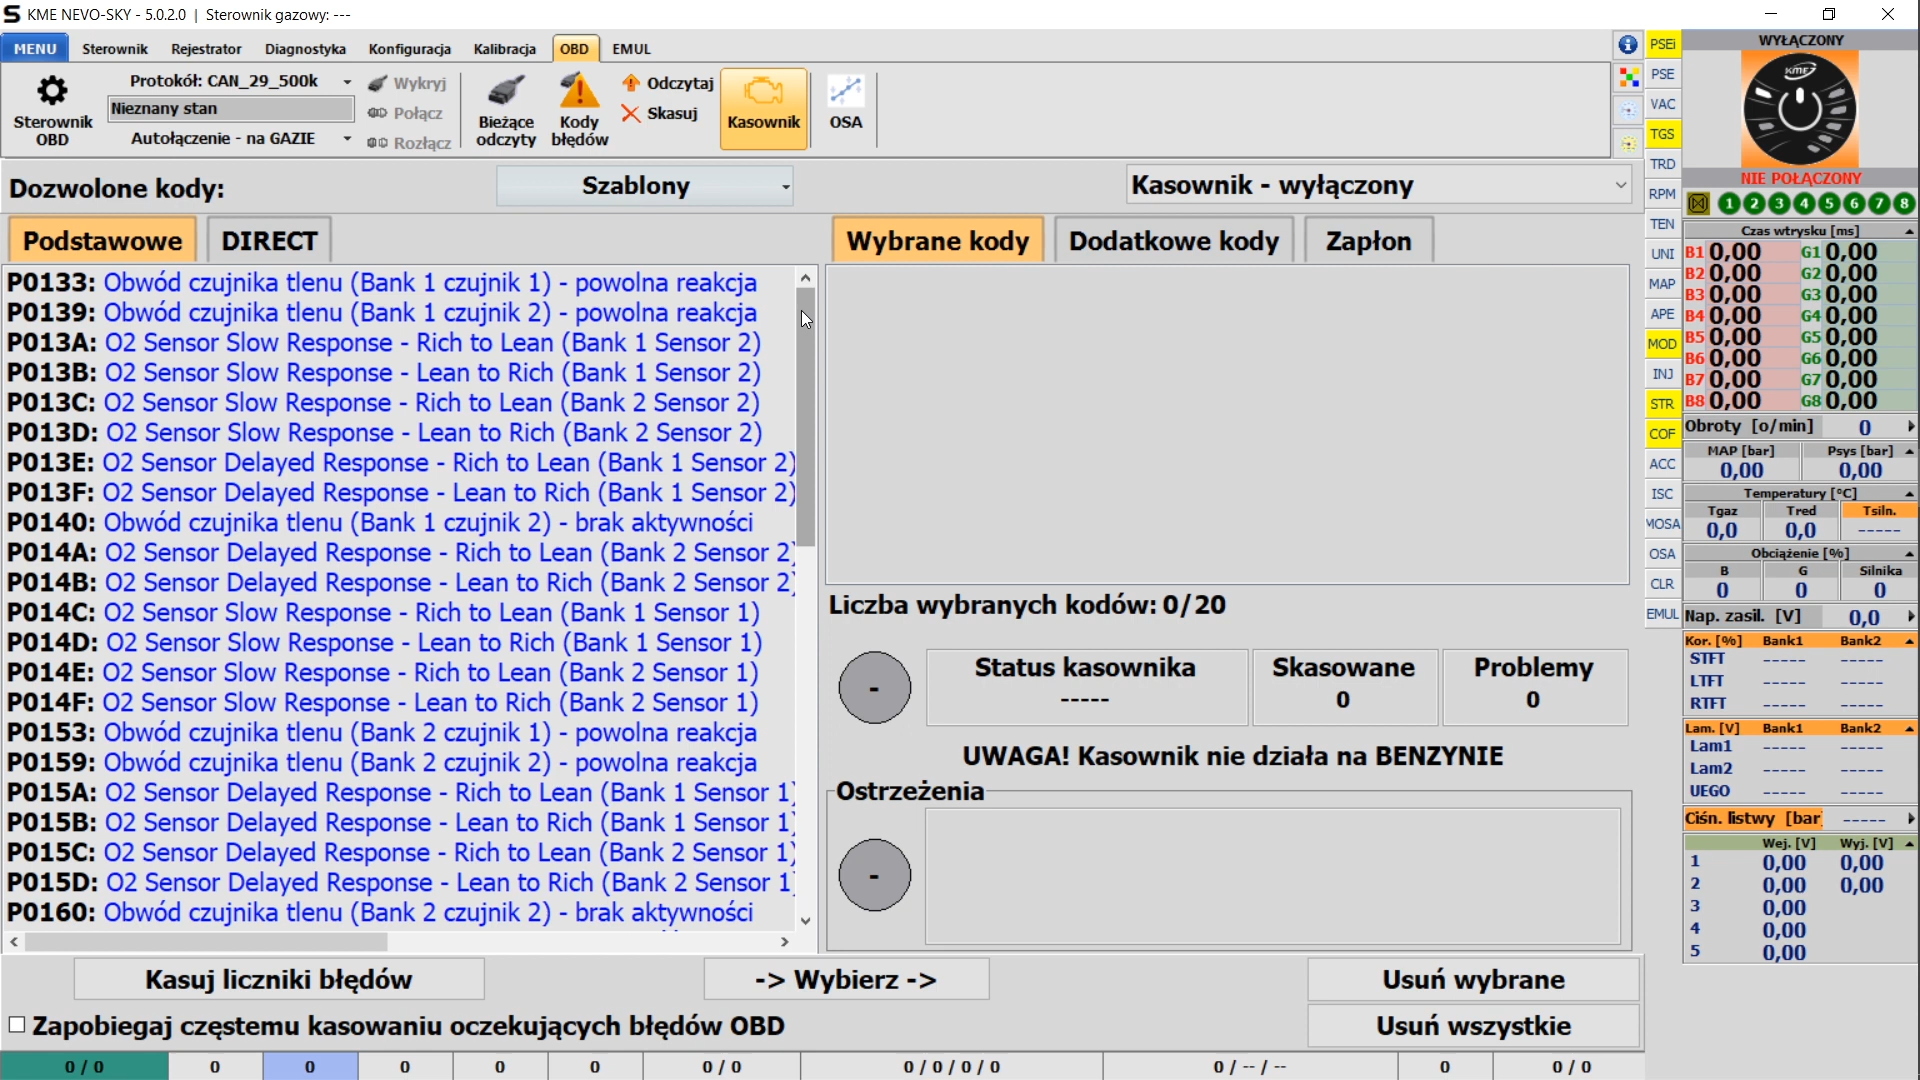 KME NEVO-SKY - 5.0.2.0 | Sterownik gazowy: ---
MENU Sterownik Rejestrator Diagnostyka Konfiguracja Kalibracja OBD EMUL
Sterownik OBD
Protokół: CAN_29_500k
Nieznany stan
Autołączenie - na GAZIE
Wykryj
Połącz
Rozłącz
Bieżące odczyty
Kody błędów
Odczytaj
Skasuj
Kasownik
OSA
Dozwolone kody:
Szablony
Kasownik - wyłączony
Podstawowe DIRECT
P0133: Obwód czujnika tlenu (Bank 1 czujnik 1) - powolna reakcja
P0139: Obwód czujnika tlenu (Bank 1 czujnik 2) - powolna reakcja
P013A: O2 Sensor Slow Response - Rich to Lean (Bank 1 Sensor 2)
P013B: O2 Sensor Slow Response - Lean to Rich (Bank 1 Sensor 2)
P013C: O2 Sensor Slow Response - Rich to Lean (Bank 2 Sensor 2)
P013D: O2 Sensor Slow Response - Lean to Rich (Bank 2 Sensor 2)
P013E: O2 Sensor Delayed Response - Rich to Lean (Bank 1 Sensor 2)
P013F: O2 Sensor Delayed Response - Lean to Rich (Bank 1 Sensor 2)
P0140: Obwód czujnika tlenu (Bank 1 czujnik 2) - brak aktywności
P014A: O2 Sensor Delayed Response - Rich to Lean (Bank 2 Sensor 2)
P014B: O2 Sensor Delayed Response - Lean to Rich (Bank 2 Sensor 2)
P014C: O2 Sensor Slow Response - Rich to Lean (Bank 1 Sensor 1)
P014D: O2 Sensor Slow Response - Lean to Rich (Bank 1 Sensor 1)
P014E: O2 Sensor Slow Response - Rich to Lean (Bank 2 Sensor 1)
P014F: O2 Sensor Slow Response - Lean to Rich (Bank 2 Sensor 1)
P0153: Obwód czujnika tlenu (Bank 2 czujnik 1) - powolna reakcja
P0159: Obwód czujnika tlenu (Bank 2 czujnik 2) - powolna reakcja
P015A: O2 Sensor Delayed Response - Rich to Lean (Bank 1 Sensor 1)
P015B: O2 Sensor Delayed Response - Lean to Rich (Bank 1 Sensor 1)
P015C: O2 Sensor Delayed Response - Rich to Lean (Bank 2 Sensor 1)
P015D: O2 Sensor Delayed Response - Lean to Rich (Bank 2 Sensor 1
P0160: Obwód czujnika tlenu (Bank 2 czujnik 2) - brak aktywności
Kasuj liczniki błędów
-> Wybierz ->
Zapobiegaj częstemu kasowaniu oczekujących błędów OBD
Wybrane kody Dodatkowe kody Zapłon
Liczba wybranych kodów: 0/20
-
Status kasownika
-----
Skasowane
0
Problemy
0
UWAGA! Kasownik nie działa na BENZYNIE
Ostrzeżenia
-
Usuń wybrane
Usuń wszystkie
0 / 0 0 0 0 0 0 0 / 0 0 / 0 / 0 / 0 0 / -- / -- 0 0 / 0
PSEi
PSE
VAC
TGS
TRD
RPM
TEN
UNI
MAP
APE
MOD
INJ
STR
COF
ACC
ISC
MOSA
OSA
CLR
EMUL
WYŁĄCZONY
KME
NIE POŁĄCZONY
1 2 3 4 5 6 7 8
Czas wtrysku [ms]
B1 0,00 G1 0,00
B2 0,00 G2 0,00
B3 0,00 G3 0,00
B4 0,00 G4 0,00
B5 0,00 G5 0,00
B6 0,00 G6 0,00
B7 0,00 G7 0,00
B8 0,00 G8 0,00
Obroty [o/min] 0
MAP [bar] Psys [bar]
0,00 0,00
Temperatury [°C]
Tgaz Tred Tsiln.
0,0 0,0 -----
Obciążenie [%]
B G Silnika
0 0 0
Nap. zasil. [V] 0,0
Kor. [%] Bank1 Bank2
STFT ----- -----
LTFT ----- -----
RTFT ----- -----
Lam. [V] Bank1 Bank2
Lam1 ----- -----
Lam2 ----- -----
UEGO ----- -----
Ciśn. listwy [bar -----
Wej. [V] Wyj. [V]
1 0,00 0,00
2 0,00 0,00
3 0,00
4 0,00
5 0,00